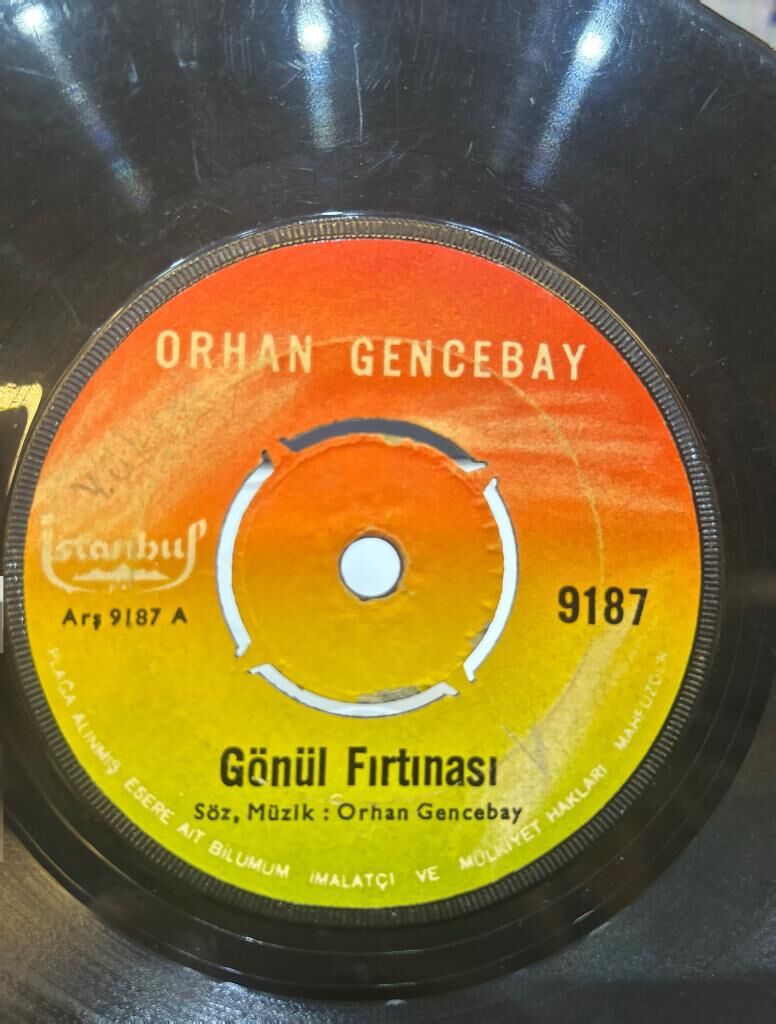 ORHAN GENCEBAY
İstanbul
Arş 9187 A
9187
Gönül Fırtınası
Söz, Müzik : Orhan Gencebay
PLAĞA ALINMIŞ ESERE AİT BİLUMUM İMALATÇI VE MÜLKİYET HAKLARI MAHFUZDUR